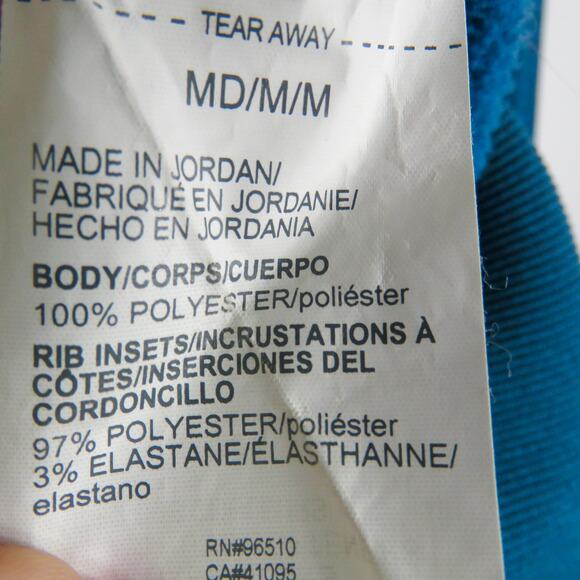 TEAR AWAY
MD/M/M
MADE IN JORDAN/
FABRIQUÉ EN JORDANIE/
HECHO EN JORDANIA
BODY/CORPS/CUERPO
100% POLYESTER/poliéster
RIB INSETS/INCRUSTATIONS À
CÔTES/INSERCIONES DEL
CORDONCILLO
97% POLYESTER/poliéster
3% ELASTANE/ÉLASTHANNE/
elastano
RN#96510
CA#41095